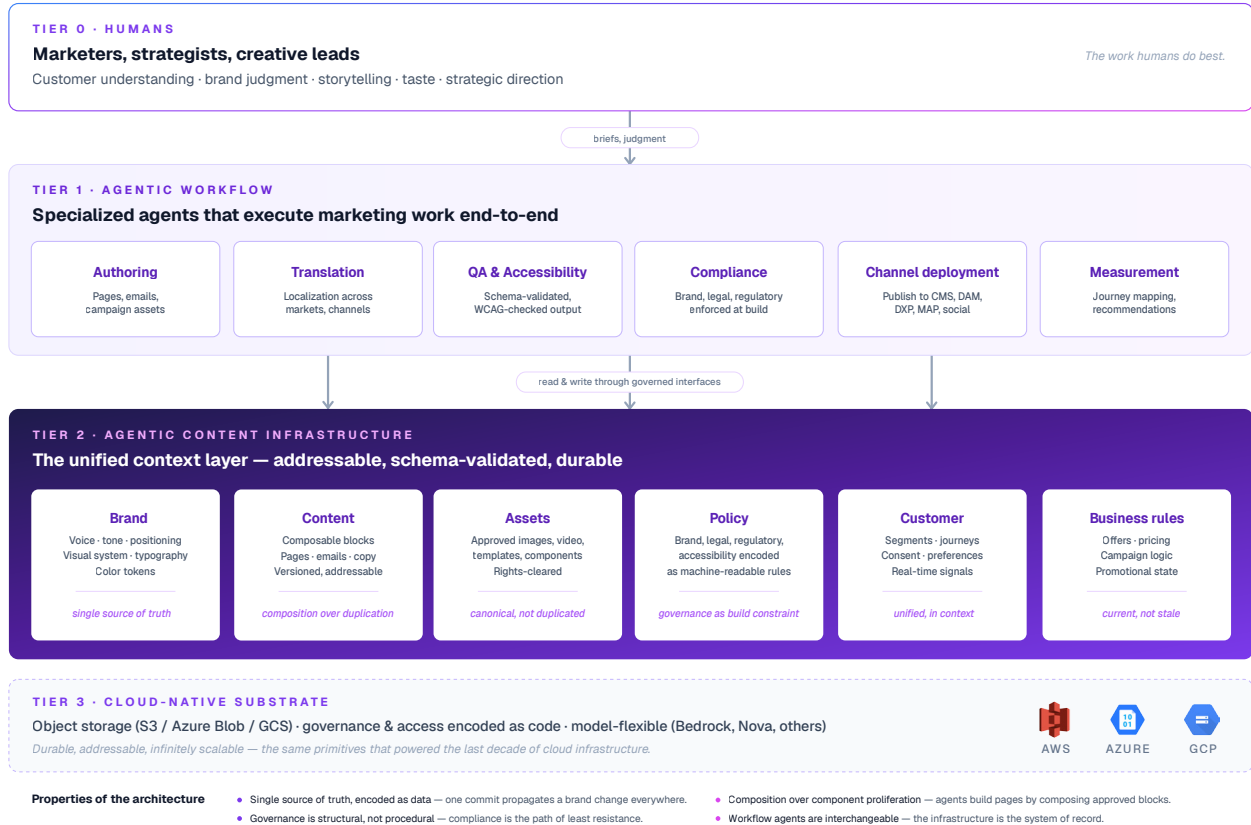 TIER 0 · HUMANS
Marketers, strategists, creative leads
The work humans do best.
Customer understanding · brand judgment · storytelling · taste · strategic direction
briefs, judgment
TIER 1 · AGENTIC WORKFLOW
Specialized agents that execute marketing work end-to-end
Authoring
Pages, emails,
campaign assets
Translation
Localization across
markets, channels
QA & Accessibility
Schema-validated,
WCAG-checked output
Compliance
Brand, legal, regulatory
enforced at build
Channel deployment
Publish to CMS, DAM,
DXP, MAP, social
Measurement
Journey mapping,
recommendations
read & write through governed interfaces
TIER 2 · AGENTIC CONTENT INFRASTRUCTURE
The unified context layer — addressable, schema-validated, durable
Brand
Voice · tone · positioning
Visual system · typography
Color tokens
single source of truth
Content
Composable blocks
Pages · emails · copy
Versioned, addressable
composition over duplication
Assets
Approved images, video,
templates, components
Rights-cleared
canonical, not duplicated
Policy
Brand, legal, regulatory,
accessibility encoded
as machine-readable rules
governance as build constraint
Customer
Segments · journeys
Consent · preferences
Real-time signals
unified, in context
Business rules
Offers · pricing
Campaign logic
Promotional state
current, not stale
TIER 3 · CLOUD-NATIVE SUBSTRATE
Object storage (S3 / Azure Blob / GCS) · governance & access encoded as code · model-flexible (Bedrock, Nova, others)
Durable, addressable, infinitely scalable — the same primitives that powered the last decade of cloud infrastructure.
10
01
AWS
AZURE
GCP
Properties of the architecture
Single source of truth, encoded as data — one commit propagates a brand change everywhere.
Governance is structural, not procedural — compliance is the path of least resistance.
Composition over component proliferation — agents build pages by composing approved blocks.
Workflow agents are interchangeable — the infrastructure is the system of record.